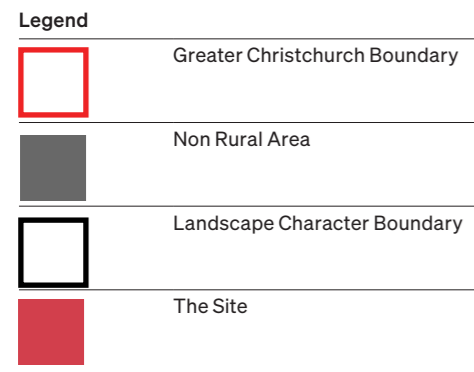 Legend
Greater Christchurch Boundary
Non Rural Area
Landscape Character Boundary
The Site